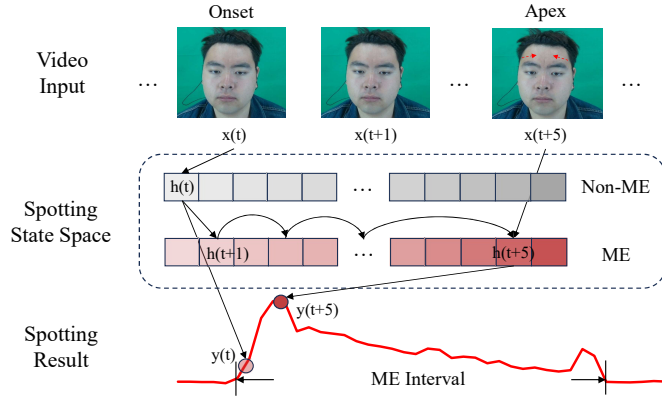 Onset
Apex
Video
Input
...
...
...
...
x(t)
x(t+1)
x(t+5)
h(t)
...
Non-ME
Spotting
State Space
h(t+1)
...
h(t+5)
ME
y(t+5)
Spotting
Result
y(t)
ME Interval